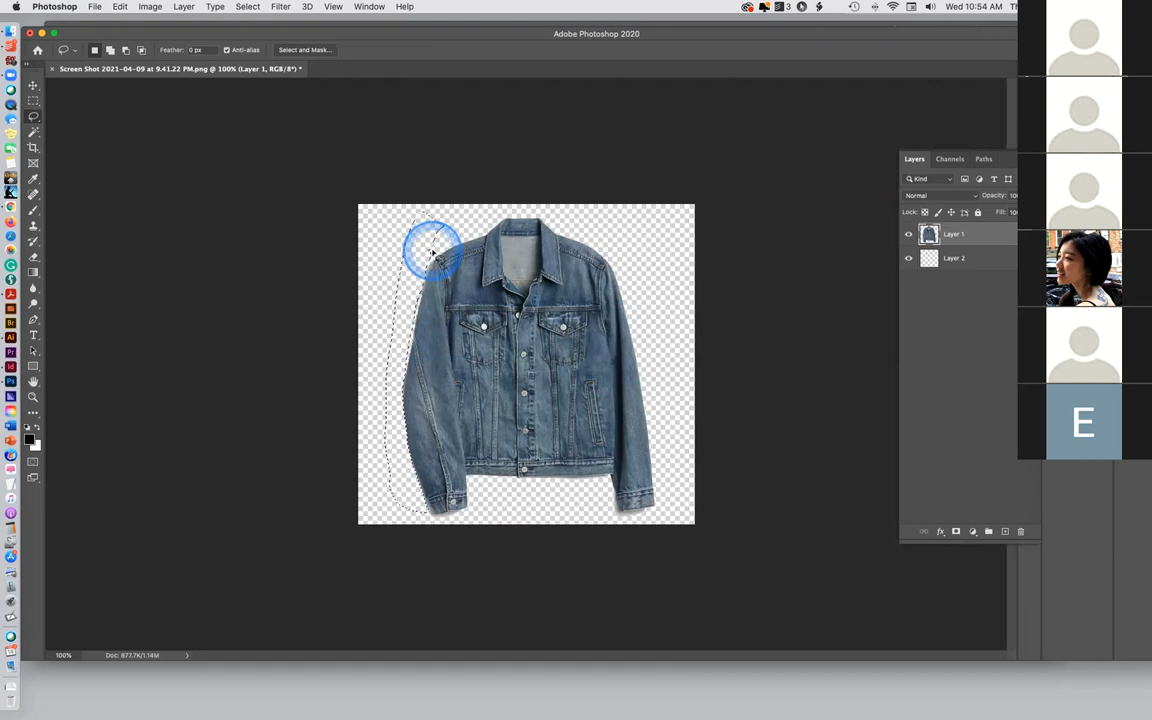 Photoshop File Edit Image Layer Type Select Filter 3D View Window Help
3
Wed 10:54 AM
Adobe Photoshop 2020
Feather: 0 px Anti-alias Select and Mask...
× Screen Shot 2021-04-09 at 9.41.22 PM.png @ 100% (Layer 1, RGB/8*) *
Layers Channels Paths
Kind
Normal Opacity:
Lock: Fill:
Layer 1
Layer 2
E
100% Doc: 877.7K/1.14M